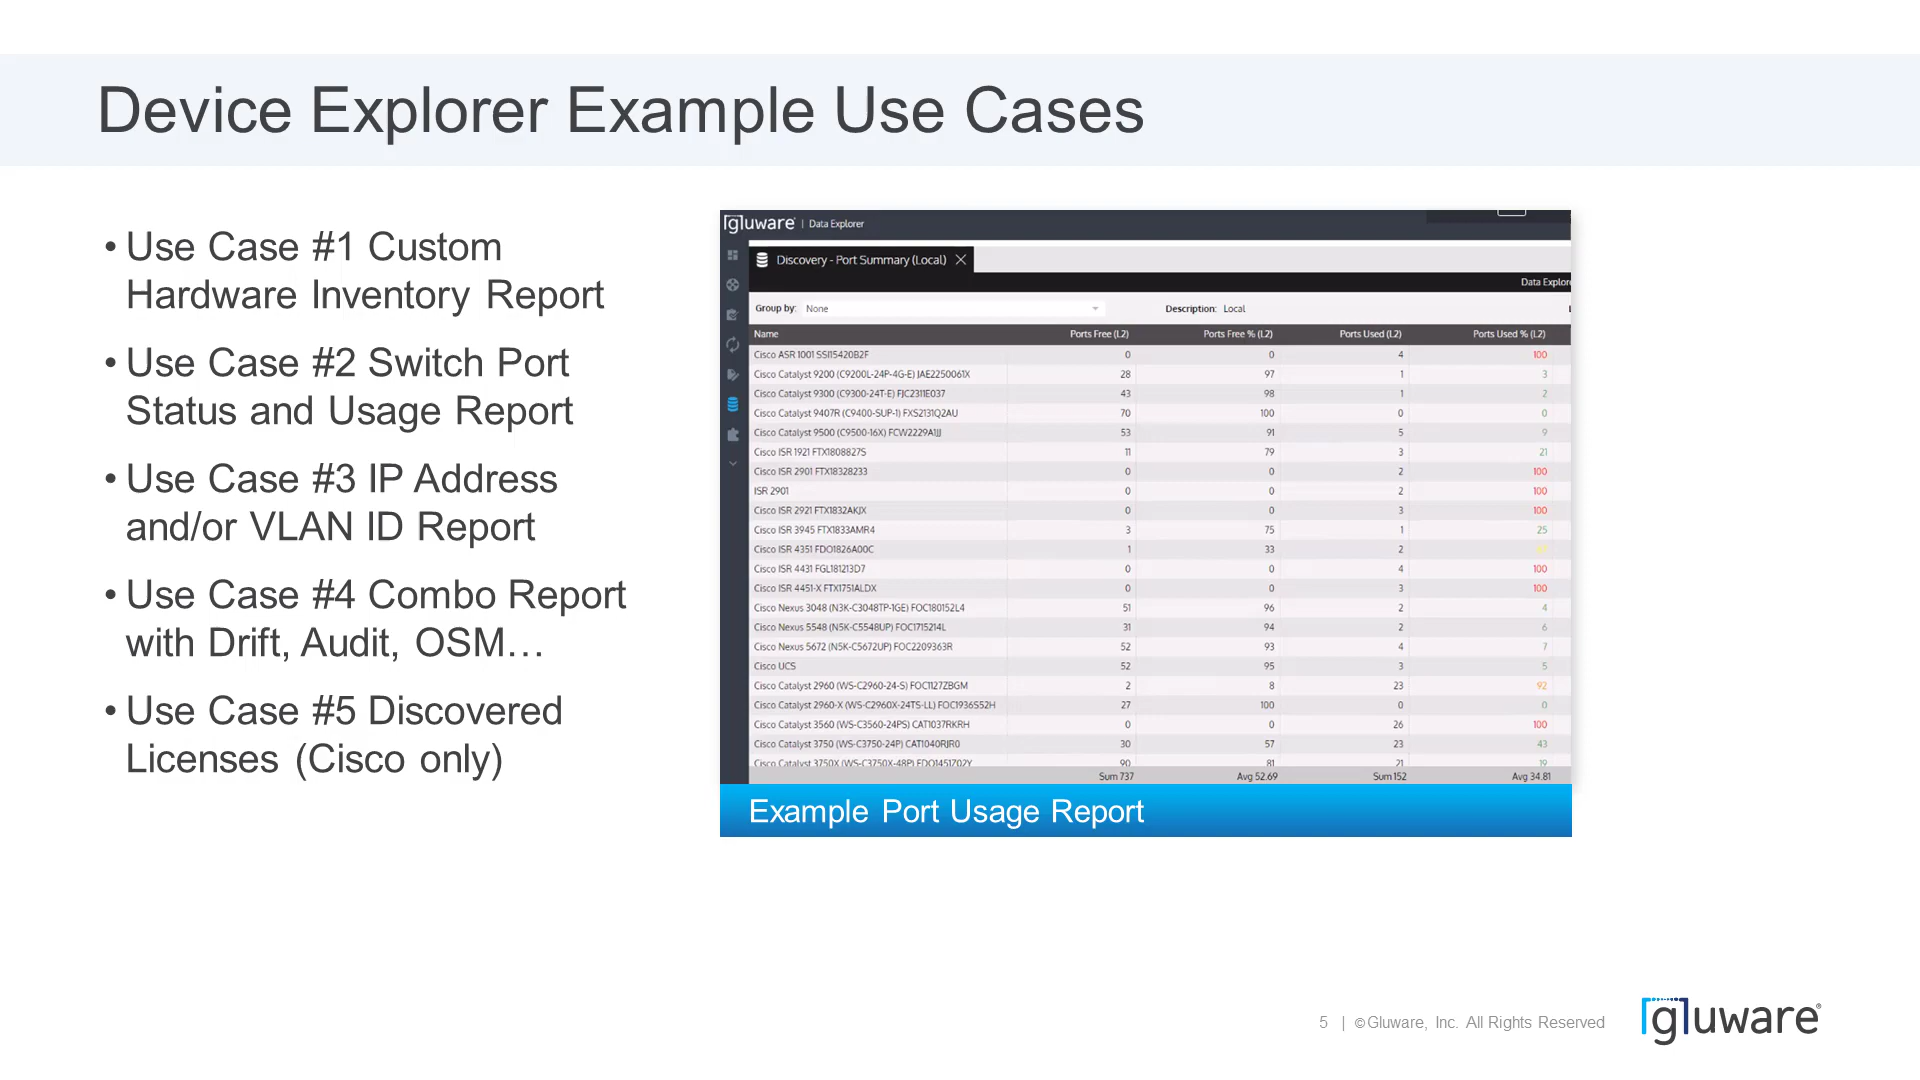 Device Explorer Example Use Cases
• Use Case #1 Custom
Hardware Inventory Report
• Use Case #2 Switch Port
Status and Usage Report
• Use Case #3 IP Address
and/or VLAN ID Report
• Use Case #4 Combo Report
with Drift, Audit, OSM…
• Use Case #5 Discovered
Licenses (Cisco only)
gluware | Data Explorer
Discovery - Port Summary (Local)
Data Explor
Group by: None Description: Local
Name Ports Free (L2) Ports Free % (L2) Ports Used (L2) Ports Used % (L2)
Cisco ASR 1001 SSI15420B2F 0 0 4 100
Cisco Catalyst 9200 (C9200L-24P-4G-E) JAE2250061X 28 97 1 3
Cisco Catalyst 9300 (C9300-24T-E) FJC2311E037 43 98 1 2
Cisco Catalyst 9407R (C9400-SUP-1) FXS2131Q2AU 70 100 0 0
Cisco Catalyst 9500 (C9500-16X) FCW2229A1JJ 53 91 5 9
Cisco ISR 1921 FTX1808827S 11 79 3 21
Cisco ISR 2901 FTX18328233 0 0 2 100
ISR 2901 0 0 2 100
Cisco ISR 2921 FTX1832AKJX 0 0 3 100
Cisco ISR 3945 FTX1833AMR4 3 75 1 25
Cisco ISR 4351 FDO1826A00C 1 33 2
Cisco ISR 4431 FGL181213D7 0 0 4 100
Cisco ISR 4451-X FTX1751ALDX 0 0 3 100
Cisco Nexus 3048 (N3K-C3048TP-1GE) FOC180152L4 51 96 2 4
Cisco Nexus 5548 (N5K-C5548UP) FOC1715214L 31 94 2 6
Cisco Nexus 5672 (N5K-C5672UP) FOC2209363R 52 93 4 7
Cisco UCS 52 95 3 5
Cisco Catalyst 2960 (WS-C2960-24-S) FOC1127ZBGM 2 8 23 92
Cisco Catalyst 2960-X (WS-C2960X-24TS-LL) FOC1936S52H 27 100 0 0
Cisco Catalyst 3560 (WS-C3560-24PS) CAT1037RKRH 0 0 26 100
Cisco Catalyst 3750 (WS-C3750-24P) CAT1040RJR0 30 57 23 43
Cisco Catalyst 3750X (WS-C3750X-48P) FDO1451Z02Y 90 81 21 19
Sum 737 Avg 52.69 Sum 152 Avg 34.81
Example Port Usage Report
5 | © Gluware, Inc. All Rights Reserved
gluware®